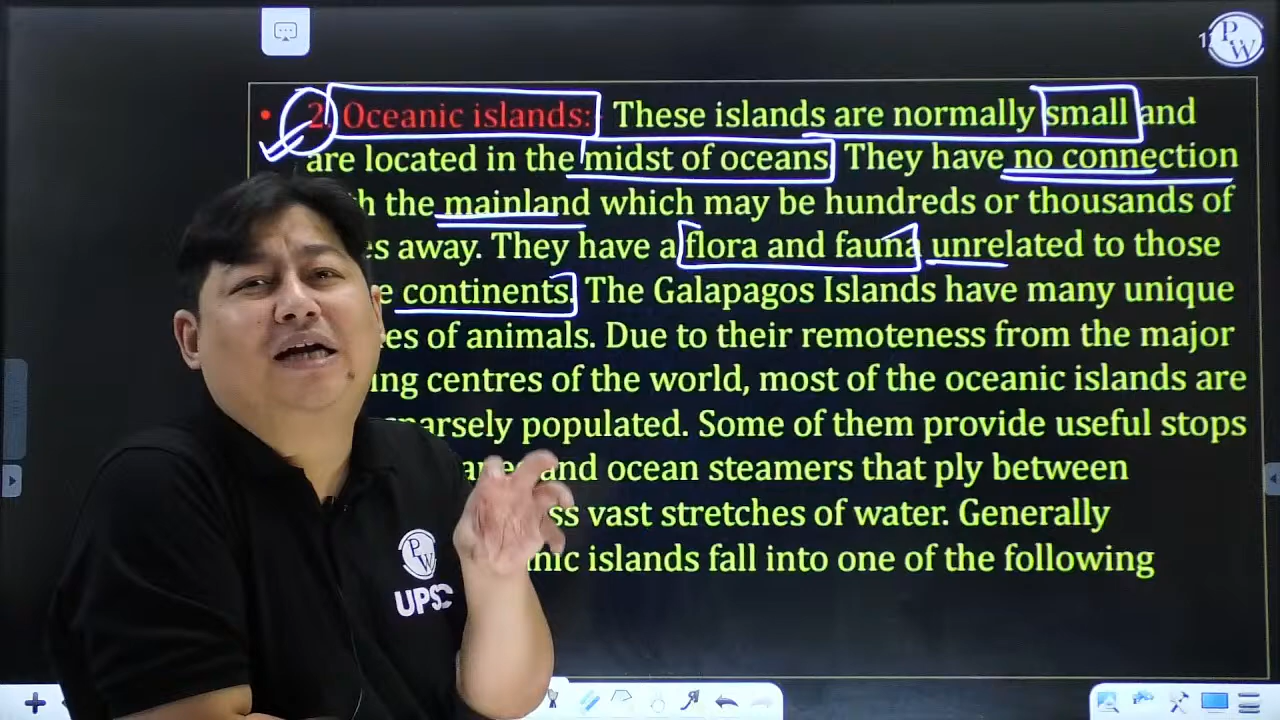 PW
2. Oceanic islands: These islands are normally small and
are located in the midst of oceans. They have no connection
the mainland which may be hundreds or thousands of
away. They have a flora and fauna unrelated to those
continents. The Galapagos Islands have many unique
of animals. Due to their remoteness from the major
centres of the world, most of the oceanic islands are
sparsely populated. Some of them provide useful stops
and ocean steamers that ply between
vast stretches of water. Generally
islands fall into one of the following
PW
UPSC